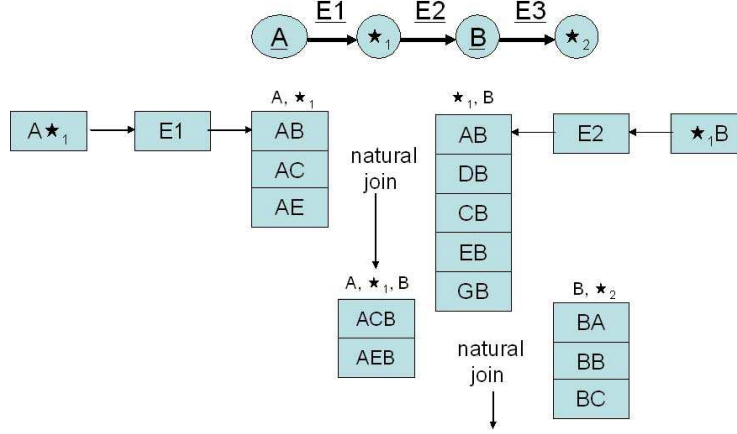 E1 E2 E3
A ★₁ B ★₂
A, ★₁
★₁, B
A★₁ E1 AB
AC
AE
natural
join
AB E2 ★₁B
DB
CB
EB
GB
A, ★₁, B
ACB
AEB
natural
join
B, ★₂
BA
BB
BC